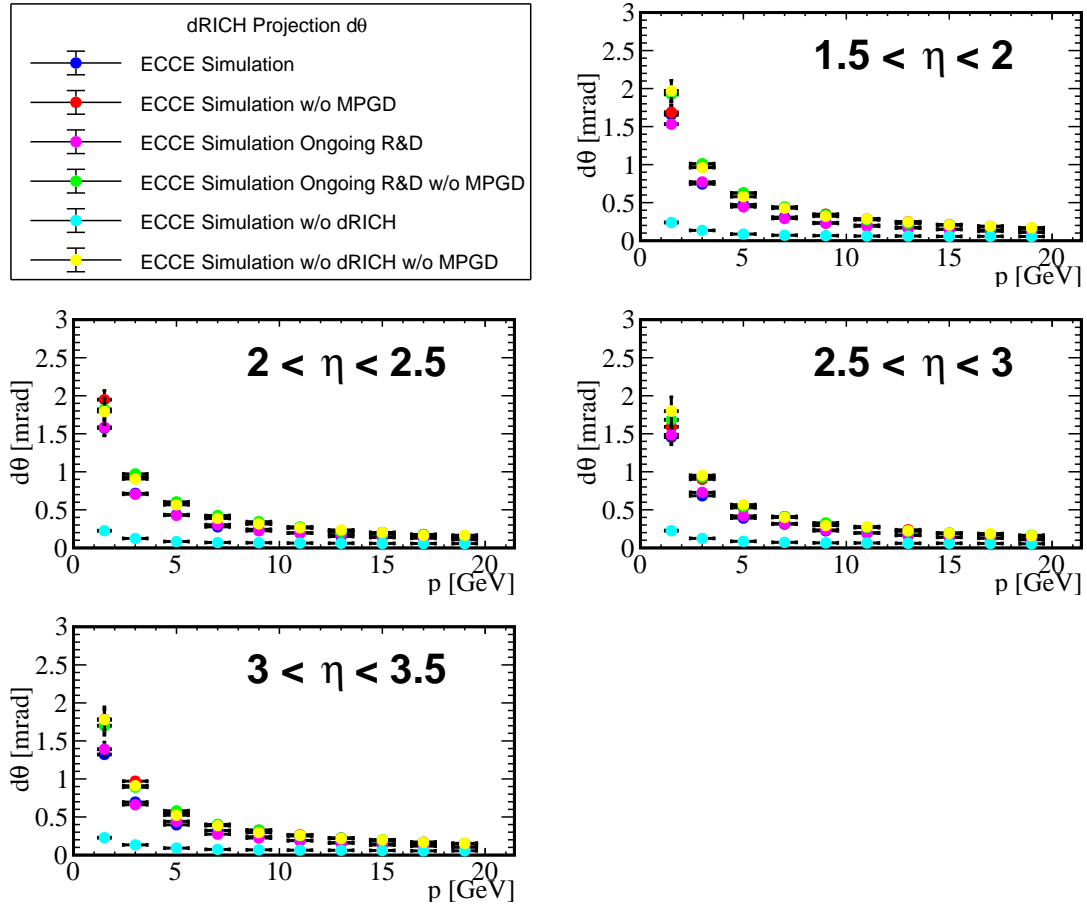 dRICH Projection dθ
ECCE Simulation
ECCE Simulation w/o MPGD
ECCE Simulation Ongoing R&D
ECCE Simulation Ongoing R&D w/o MPGD
ECCE Simulation w/o dRICH
ECCE Simulation w/o dRICH w/o MPGD
1.5 < η < 2
dθ [mrad]
3
2.5
2
1.5
1
0.5
0
0 5 10 15 20
p [GeV]
2 < η < 2.5
dθ [mrad]
3
2.5
2
1.5
1
0.5
0
0 5 10 15 20
p [GeV]
2.5 < η < 3
dθ [mrad]
3
2.5
2
1.5
1
0.5
0
0 5 10 15 20
p [GeV]
3 < η < 3.5
dθ [mrad]
3
2.5
2
1.5
1
0.5
0
0 5 10 15 20
p [GeV]